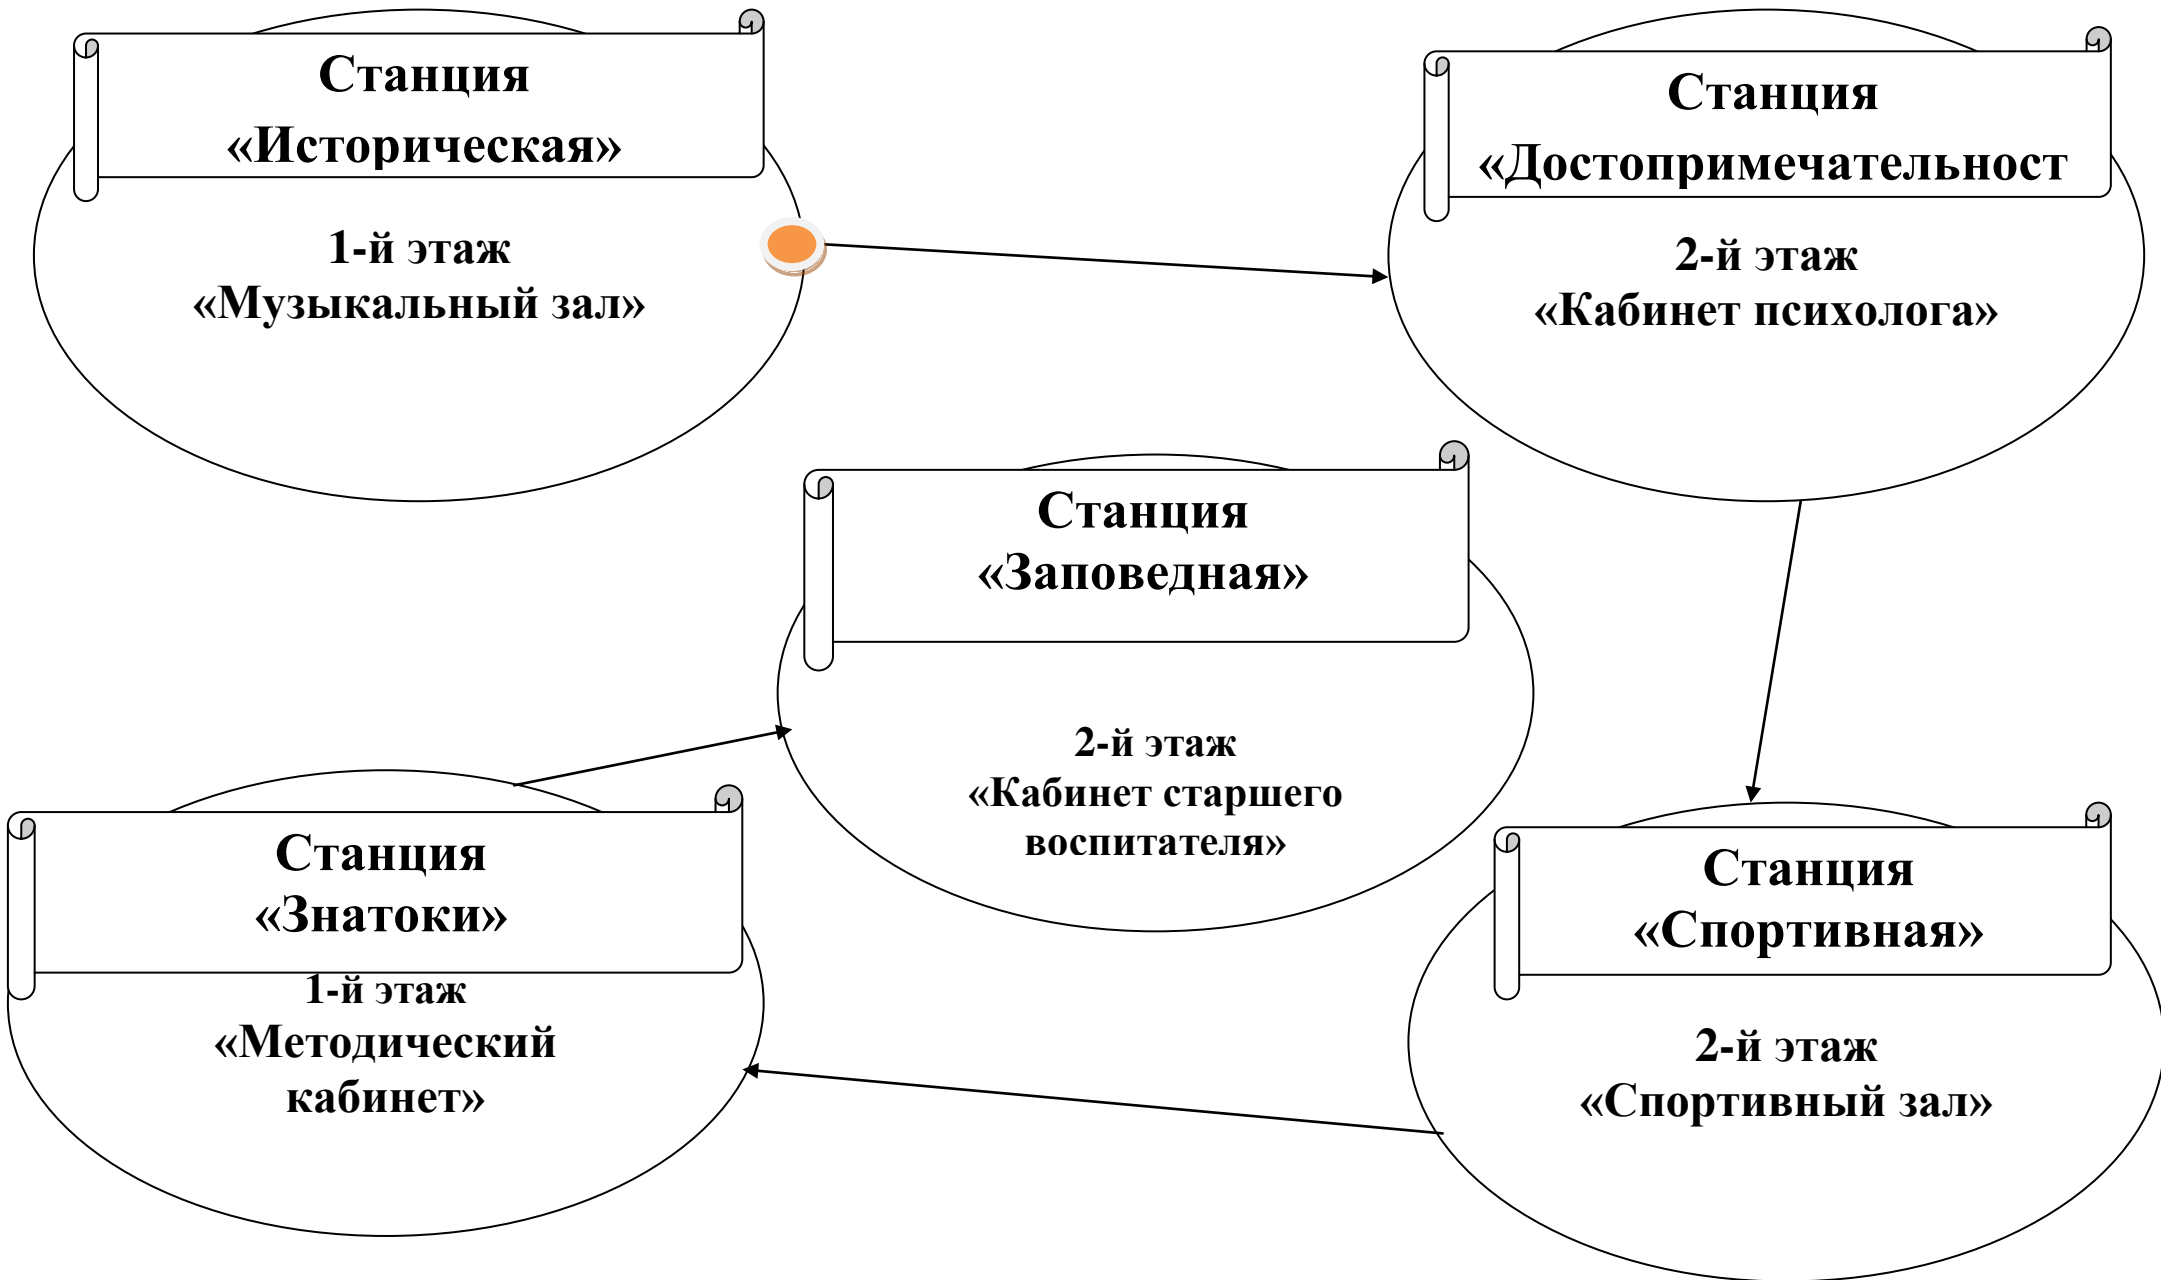 Станция
«Историческая»
1-й этаж
«Музыкальный зал»
Станция
«Достопримечательност
2-й этаж
«Кабинет психолога»
Станция
«Заповедная»
2-й этаж
«Кабинет старшего
воспитателя»
Станция
«Знатоки»
1-й этаж
«Методический
кабинет»
Станция
«Спортивная»
2-й этаж
«Спортивный зал»